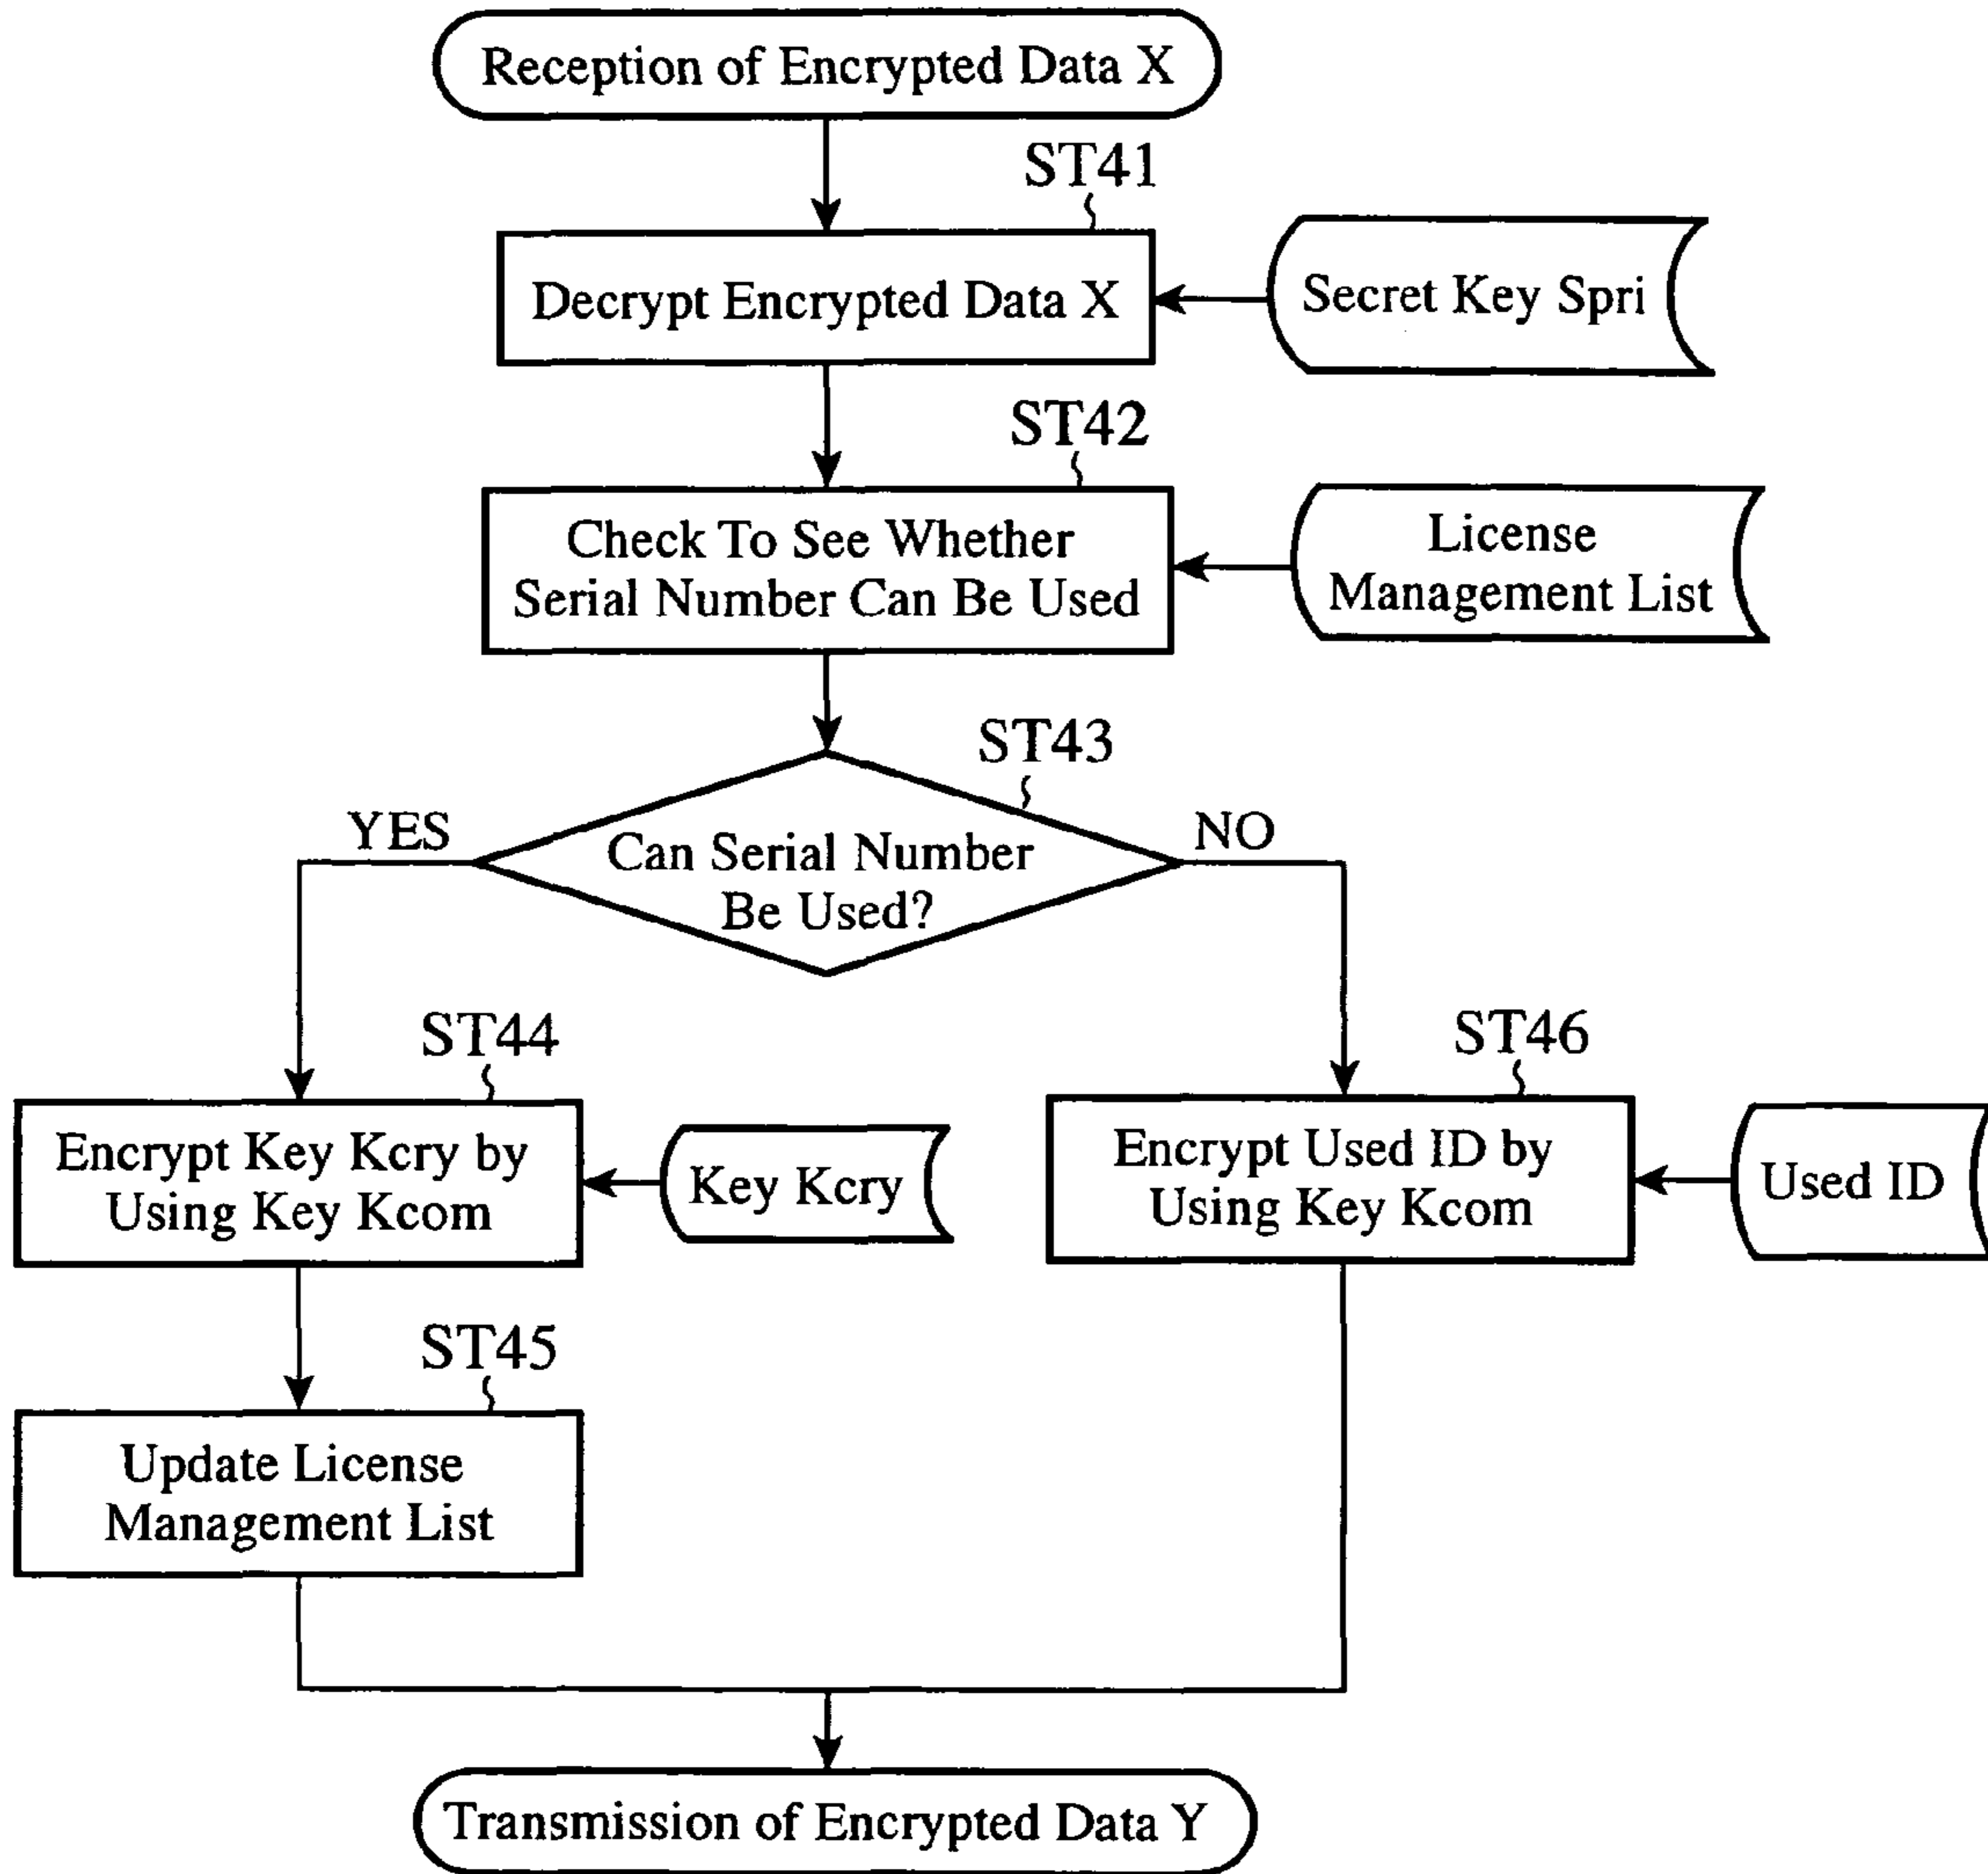 Reception of Encrypted Data X
ST41
Decrypt Encrypted Data X
Secret Key Spri
ST42
Check To See Whether
Serial Number Can Be Used
License
Management List
ST43
YES
NO
Can Serial Number
Be Used?
ST44
Encrypt Key Kcry by
Using Key Kcom
Key Kcry
ST46
Encrypt Used ID by
Using Key Kcom
Used ID
ST45
Update License
Management List
Transmission of Encrypted Data Y